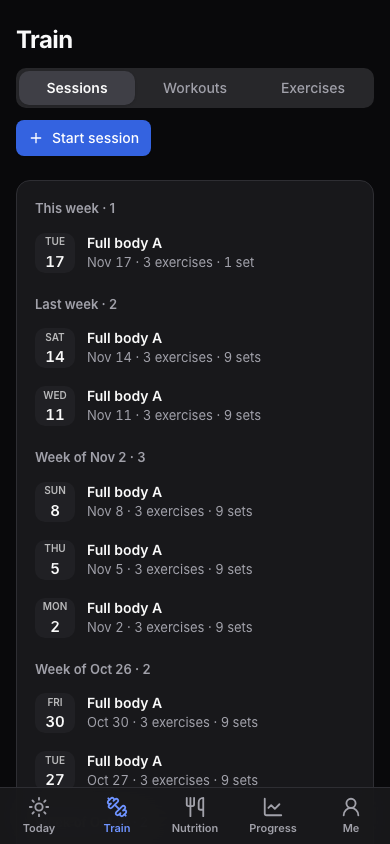 Train
Sessions
Workouts
Exercises
+ Start session
This week · 1
TUE
17
Full body A
Nov 17 · 3 exercises · 1 set
Last week · 2
SAT
14
Full body A
Nov 14 · 3 exercises · 9 sets
WED
11
Full body A
Nov 11 · 3 exercises · 9 sets
Week of Nov 2 · 3
SUN
8
Full body A
Nov 8 · 3 exercises · 9 sets
THU
5
Full body A
Nov 5 · 3 exercises · 9 sets
MON
2
Full body A
Nov 2 · 3 exercises · 9 sets
Week of Oct 26 · 2
FRI
30
Full body A
Oct 30 · 3 exercises · 9 sets
TUE
27
Full body A
Oct 27 · 3 exercises · 9 sets
Today
Train
Nutrition
Progress
Me